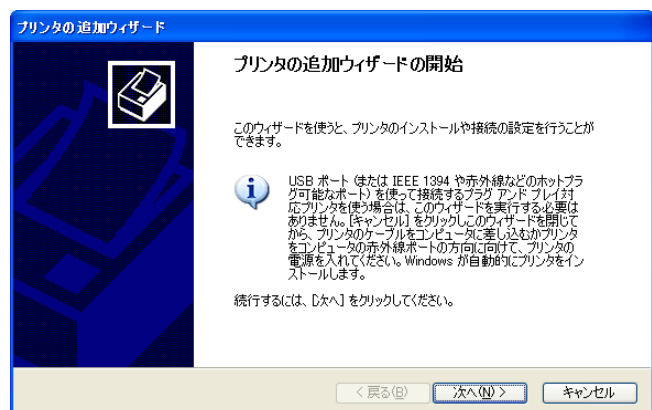 プリンタの追加ウィザード
プリンタの追加ウィザードの開始
このウィザードを使うと、プリンタのインストールや接続の設定を行うことが
できます。
USB ポート (または IEEE 1394 や赤外線などのホットプラ
グ可能なポート) を使って接続するプラグ アンド プレイ対
応プリンタを使う場合は、このウィザードを実行する必要は
ありません。[キャンセル] をクリックしこのウィザードを閉じて
から、プリンタのケーブルをコンピュータに差し込むかプリンタ
をコンピュータの赤外線ポートの方向に向けて、プリンタの
電源を入れてください。Windows が自動的にプリンタをイン
ストールします。
続行するには、[次へ] をクリックしてください。
< 戻る(B) 次へ(N) > キャンセル